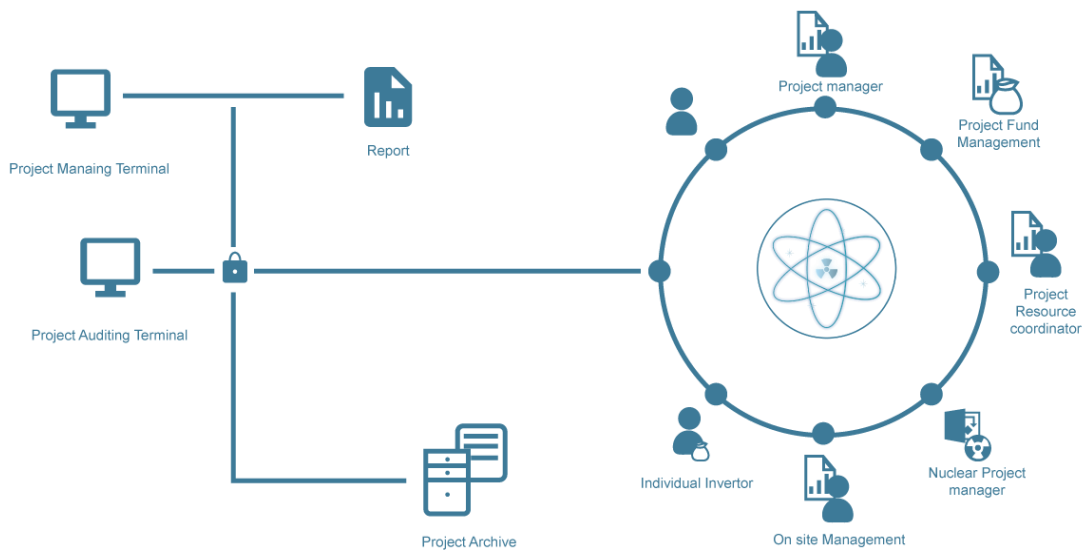 Project manager
Project Fund
Management
Report
Project Manaing Terminal
Project
Resource
coordinator
Project Auditing Terminal
Individual Invertor
Nuclear Project
manager
On site Management
Project Archive